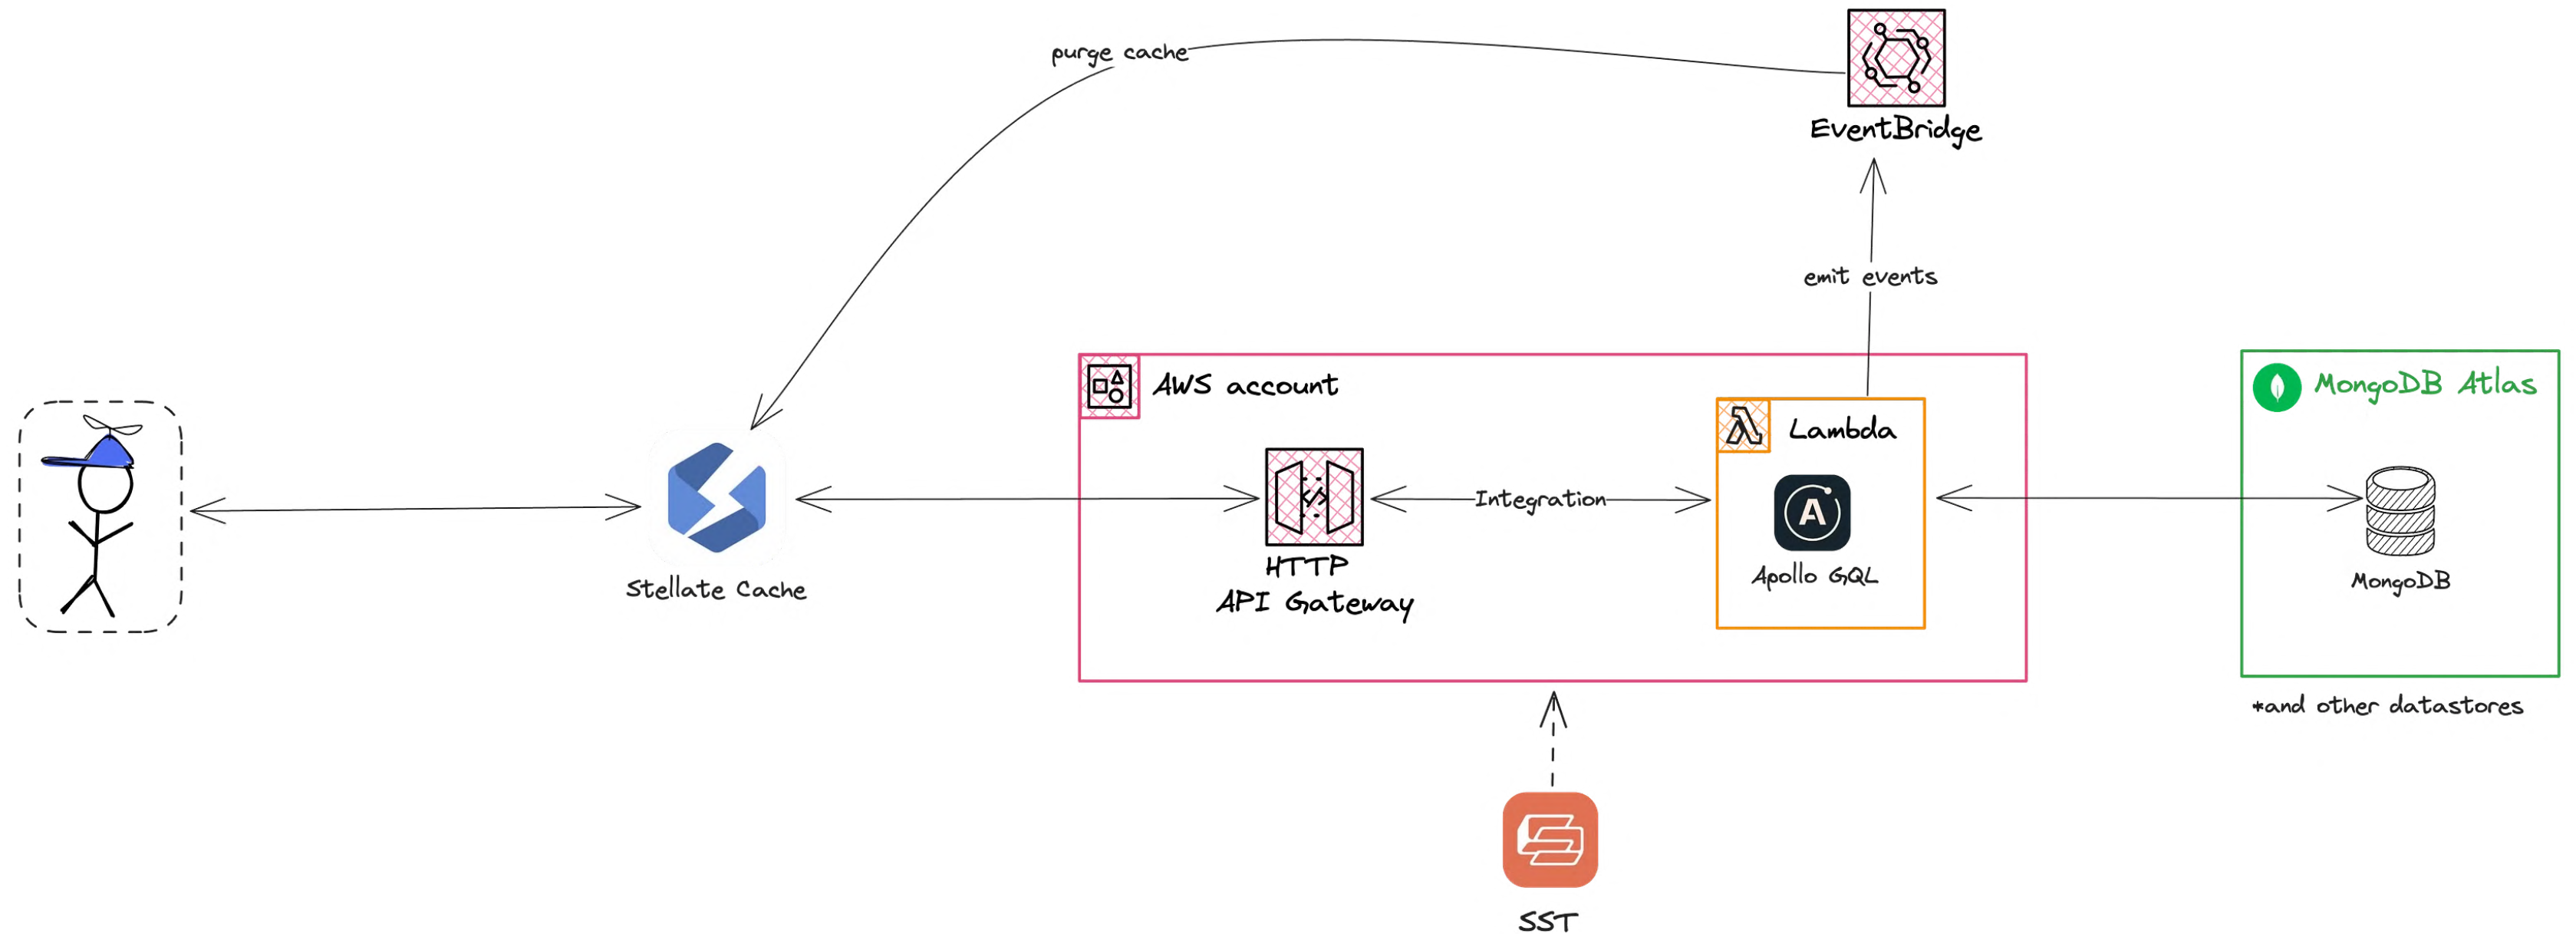 purge cache
EventBridge
emit events
AWS account
Lambda
MongoDB Atlas
Integration
A
Apollo GQL
HTTP
API Gateway
Stellate Cache
MongoDB
*and other datastores
SST